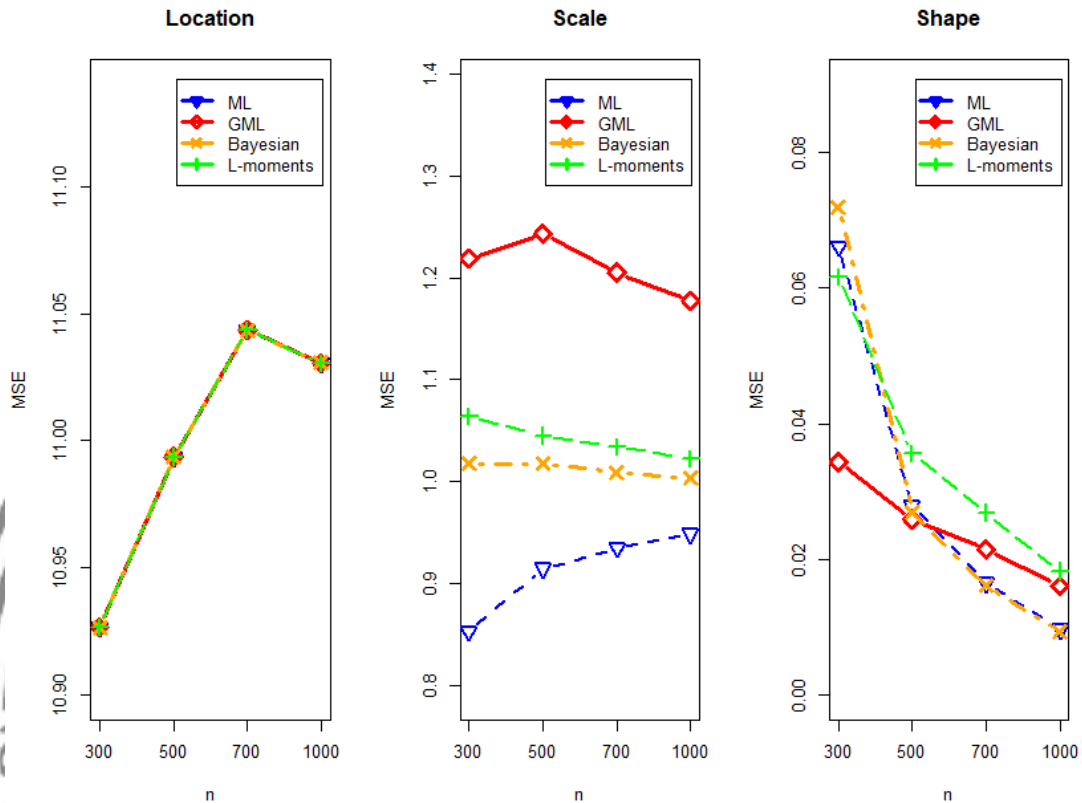 Location
MSE
11.10
11.05
11.00
10.95
10.90
ML
GML
Bayesian
L-moments
300 500 700 1000
n
Scale
MSE
1.4
1.3
1.2
1.1
1.0
0.9
0.8
ML
GML
Bayesian
L-moments
300 500 700 1000
n
Shape
MSE
0.08
0.06
0.04
0.02
0.00
ML
GML
Bayesian
L-moments
300 500 700 1000
n